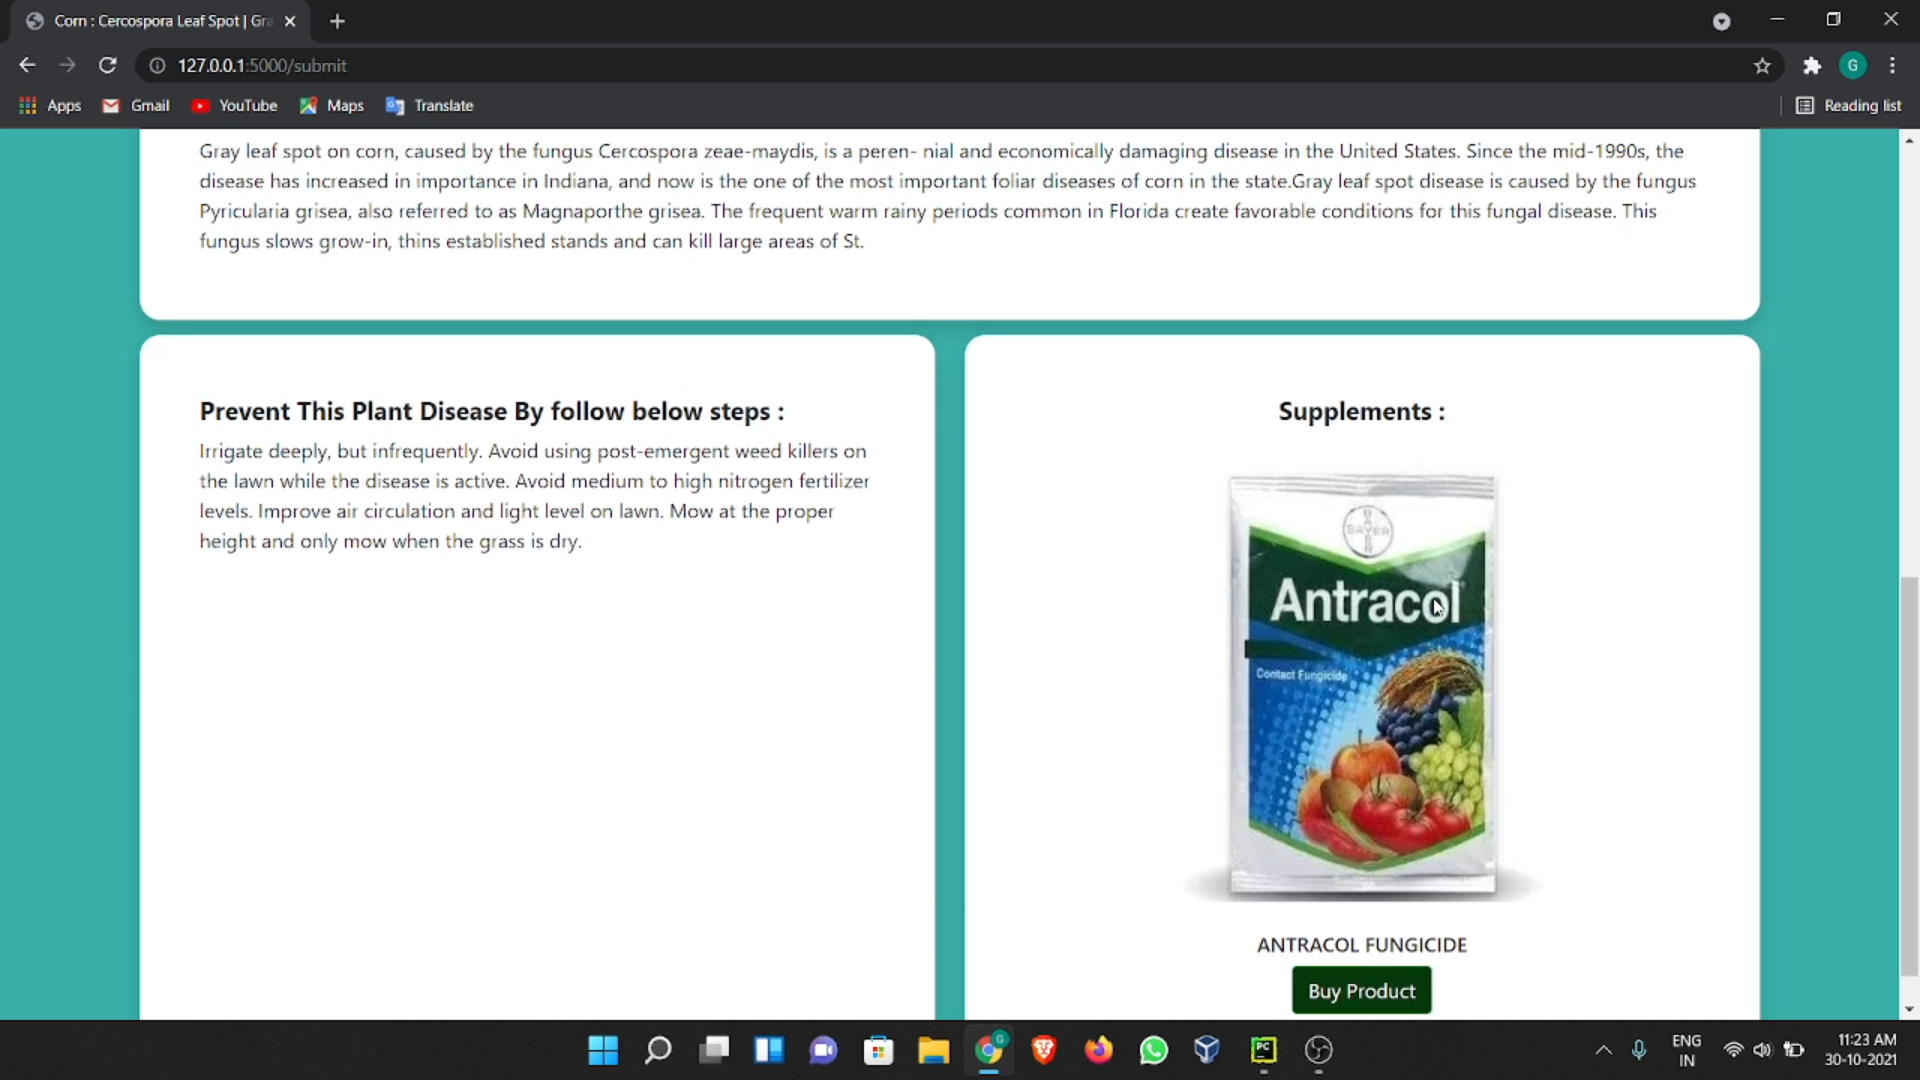 Corn : Cercospora Leaf Spot | Gra
127.0.0.1:5000/submit
G
Apps
Gmail
YouTube
Maps
Translate
Reading list
Gray leaf spot on corn, caused by the fungus Cercospora zeae-maydis, is a peren- nial and economically damaging disease in the United States. Since the mid-1990s, the
disease has increased in importance in Indiana, and now is the one of the most important foliar diseases of corn in the state.Gray leaf spot disease is caused by the fungus
Pyricularia grisea, also referred to as Magnaporthe grisea. The frequent warm rainy periods common in Florida create favorable conditions for this fungal disease. This
fungus slows grow-in, thins established stands and can kill large areas of St.
Prevent This Plant Disease By follow below steps :
Irrigate deeply, but infrequently. Avoid using post-emergent weed killers on
the lawn while the disease is active. Avoid medium to high nitrogen fertilizer
levels. Improve air circulation and light level on lawn. Mow at the proper
height and only mow when the grass is dry.
Supplements :
BAYER
BAYER
Antracol
Contact Fungicide
ANTRACOL FUNGICIDE
Buy Product
G
PC
ENG
IN
11:23 AM
30-10-2021